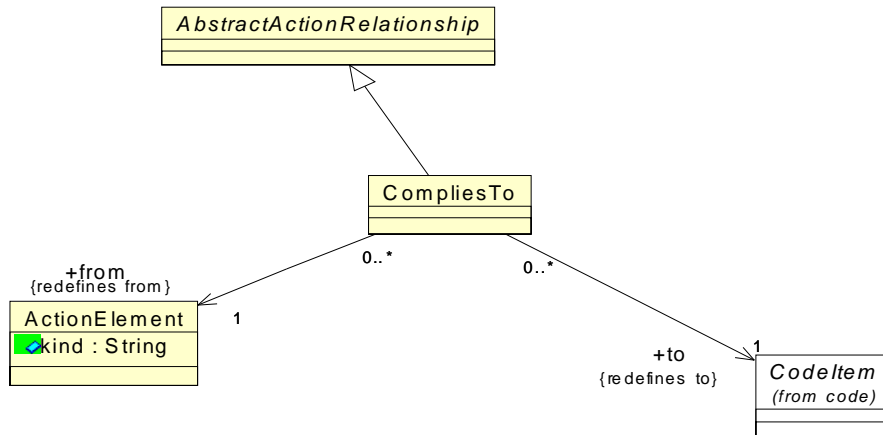 AbstractActionRelationship
CompliesTo
0..*
0..*
+from
{redefines from}
ActionElement
1
kind : String
+to
1
{redefines to}
CodeItem
(from code)